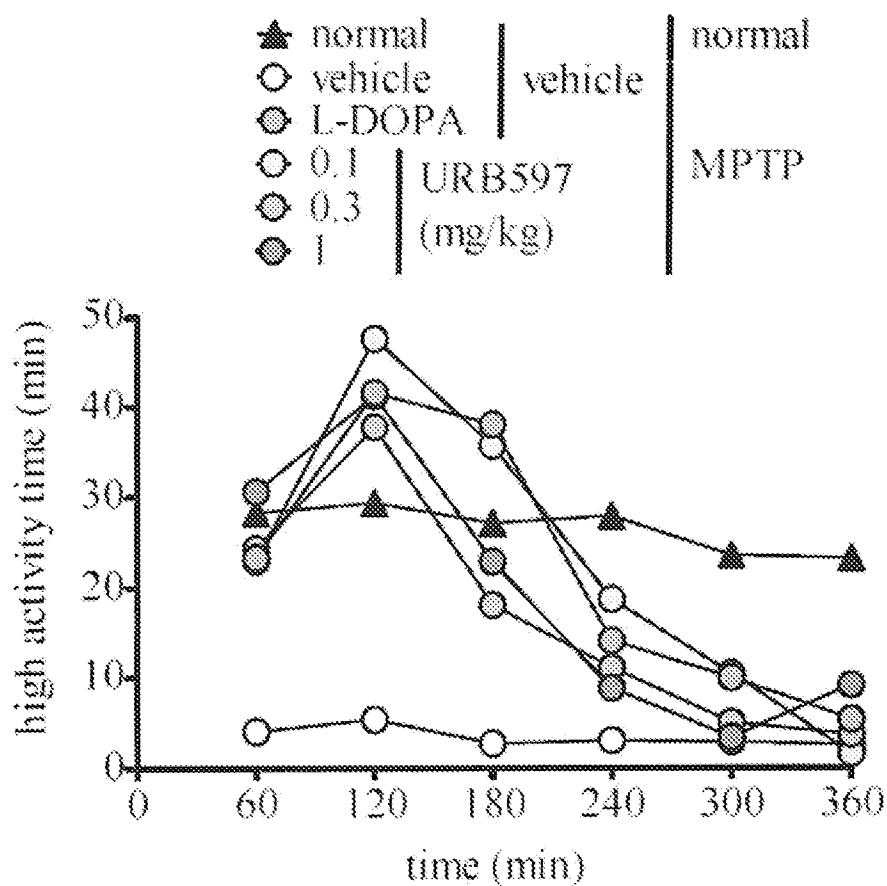 normal
vehicle
L-DOPA
0.1
0.3
1
vehicle
URB597
(mg/kg)
normal
MPTP
high activity time (min)
50
40
30
20
10
0
0 60 120 180 240 300 360
time (min)